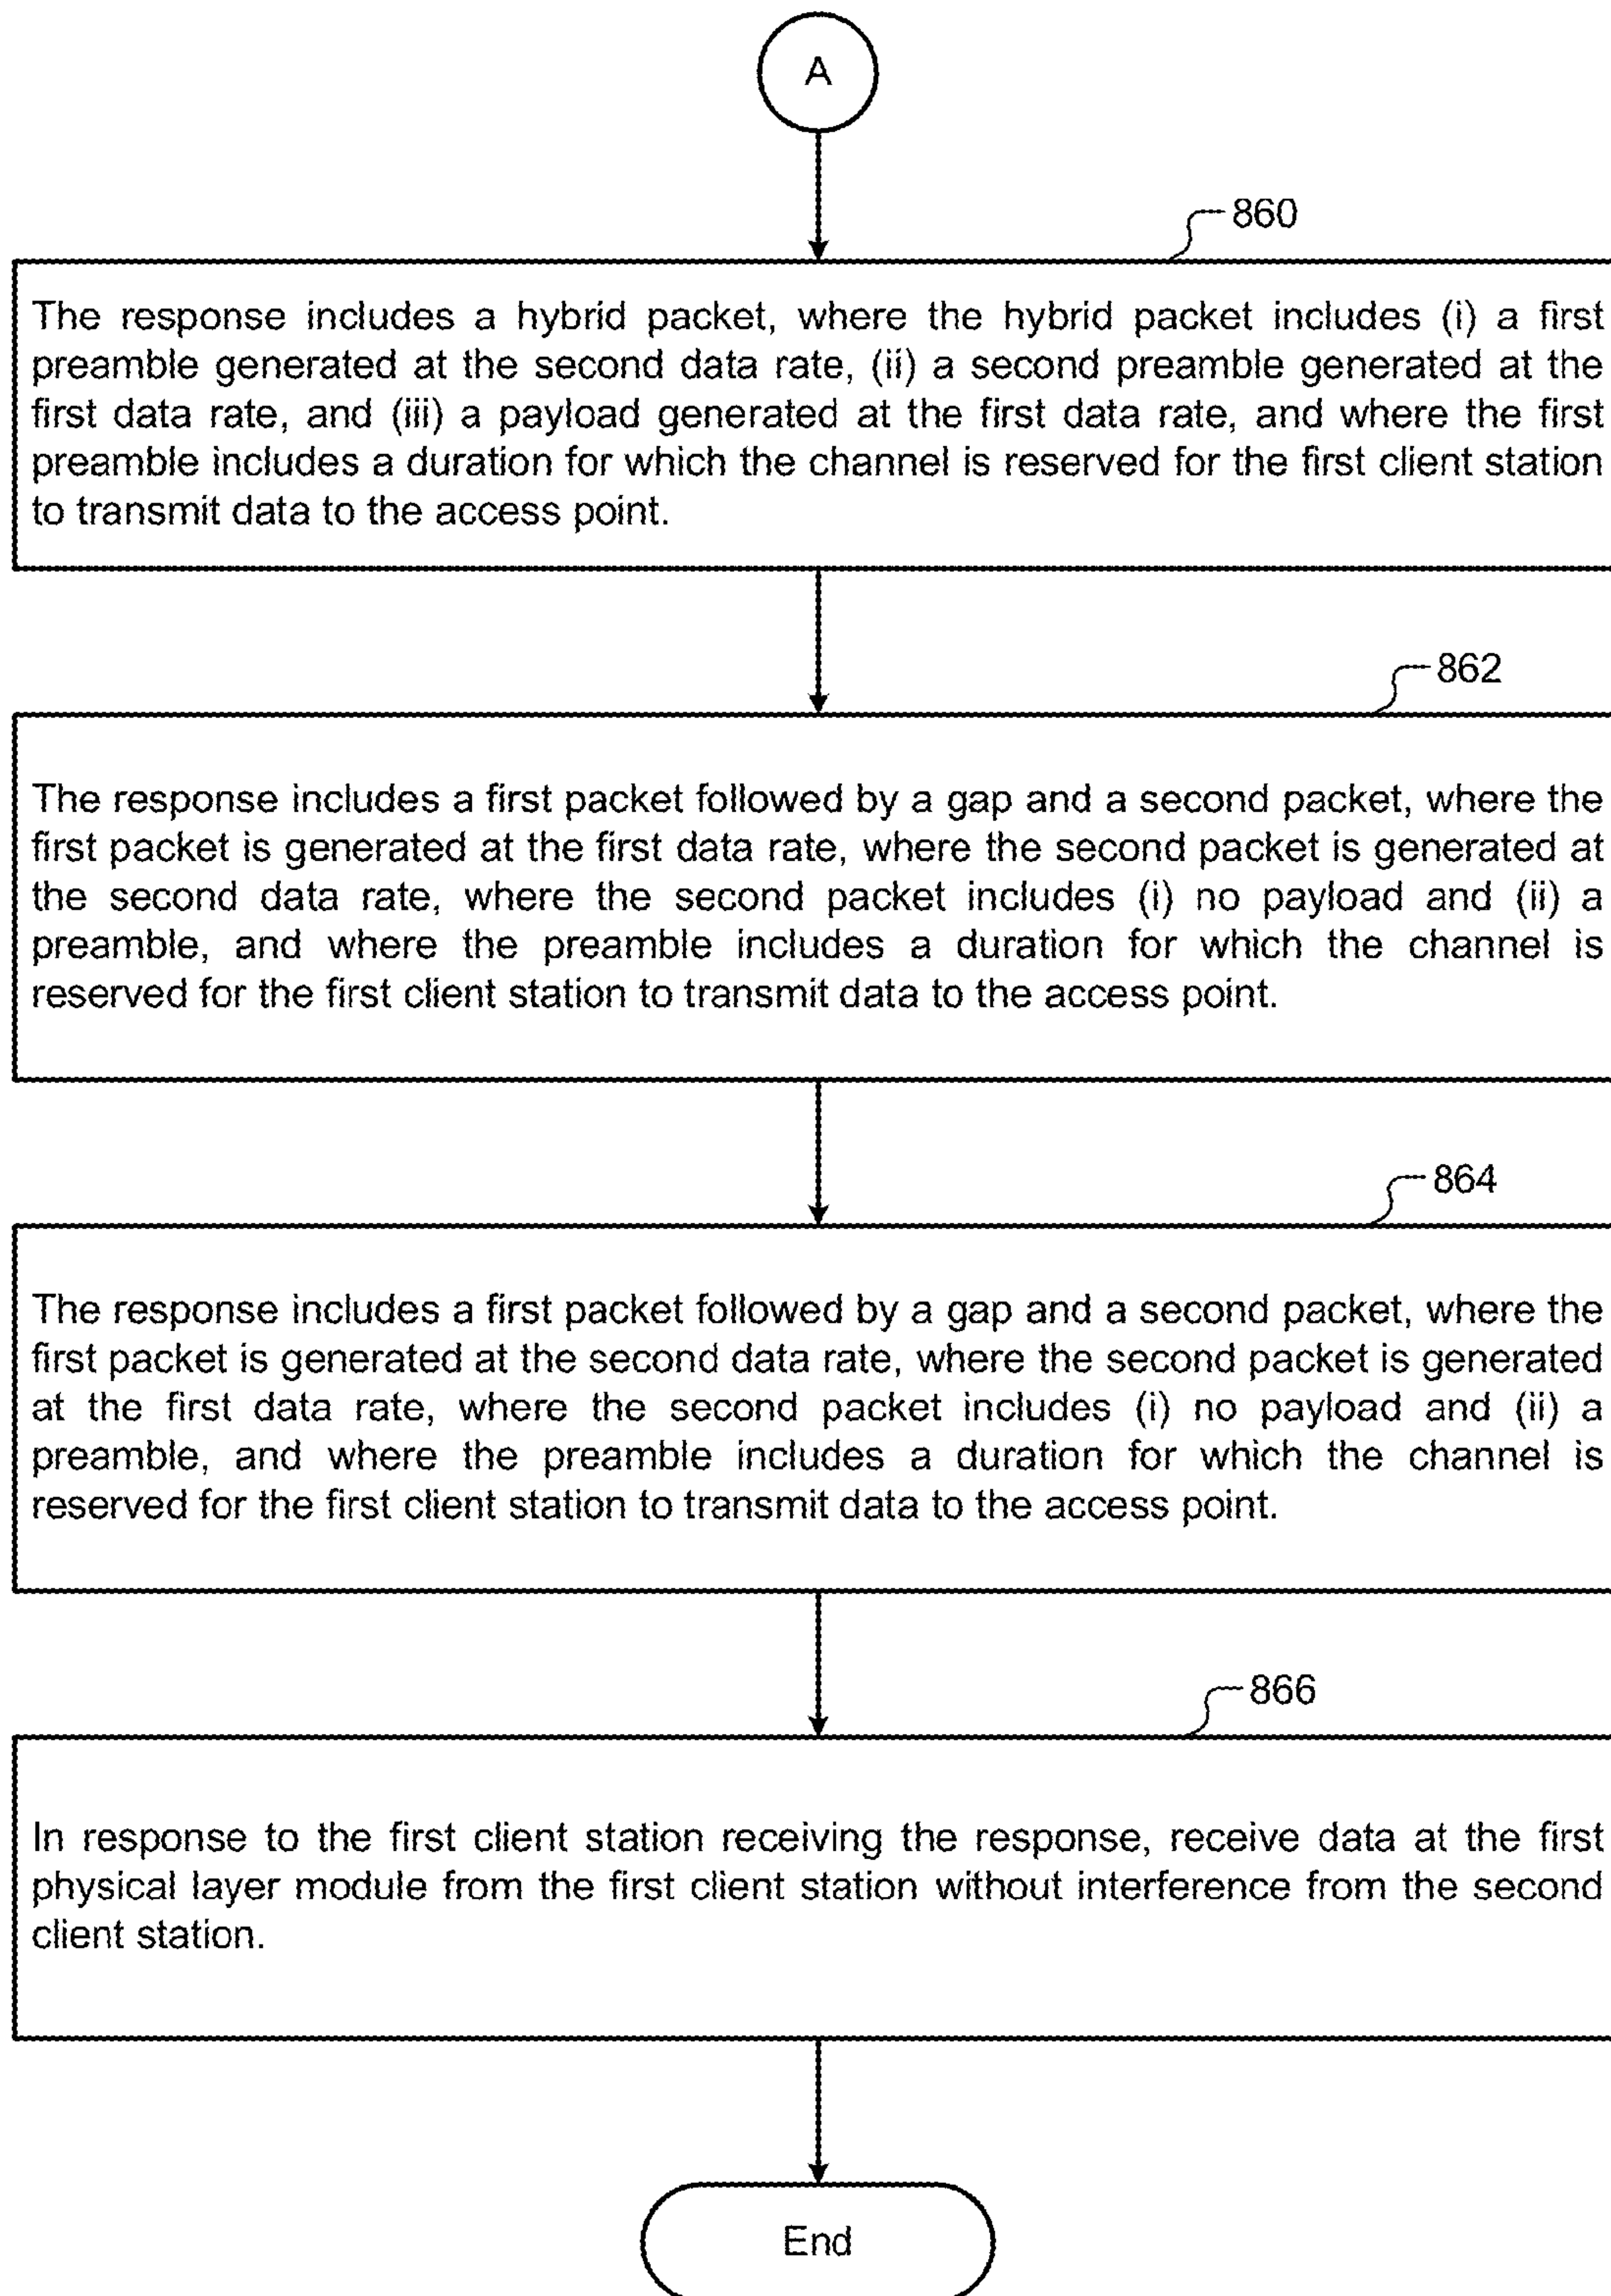 A
860
The response includes a hybrid packet, where the hybrid packet includes (i) a first
preamble generated at the second data rate, (ii) a second preamble generated at the
first data rate, and (iii) a payload generated at the first data rate, and where the first
preamble includes a duration for which the channel is reserved for the first client station
to transmit data to the access point.
862
The response includes a first packet followed by a gap and a second packet, where the
first packet is generated at the first data rate, where the second packet is generated at
the second data rate, where the second packet includes (i) no payload and (ii) a
preamble, and where the preamble includes a duration for which the channel is
reserved for the first client station to transmit data to the access point.
864
The response includes a first packet followed by a gap and a second packet, where the
first packet is generated at the second data rate, where the second packet is generated
at the first data rate, where the second packet includes (i) no payload and (ii) a
preamble, and where the preamble includes a duration for which the channel is
reserved for the first client station to transmit data to the access point.
866
In response to the first client station receiving the response, receive data at the first
physical layer module from the first client station without interference from the second
client station.
End